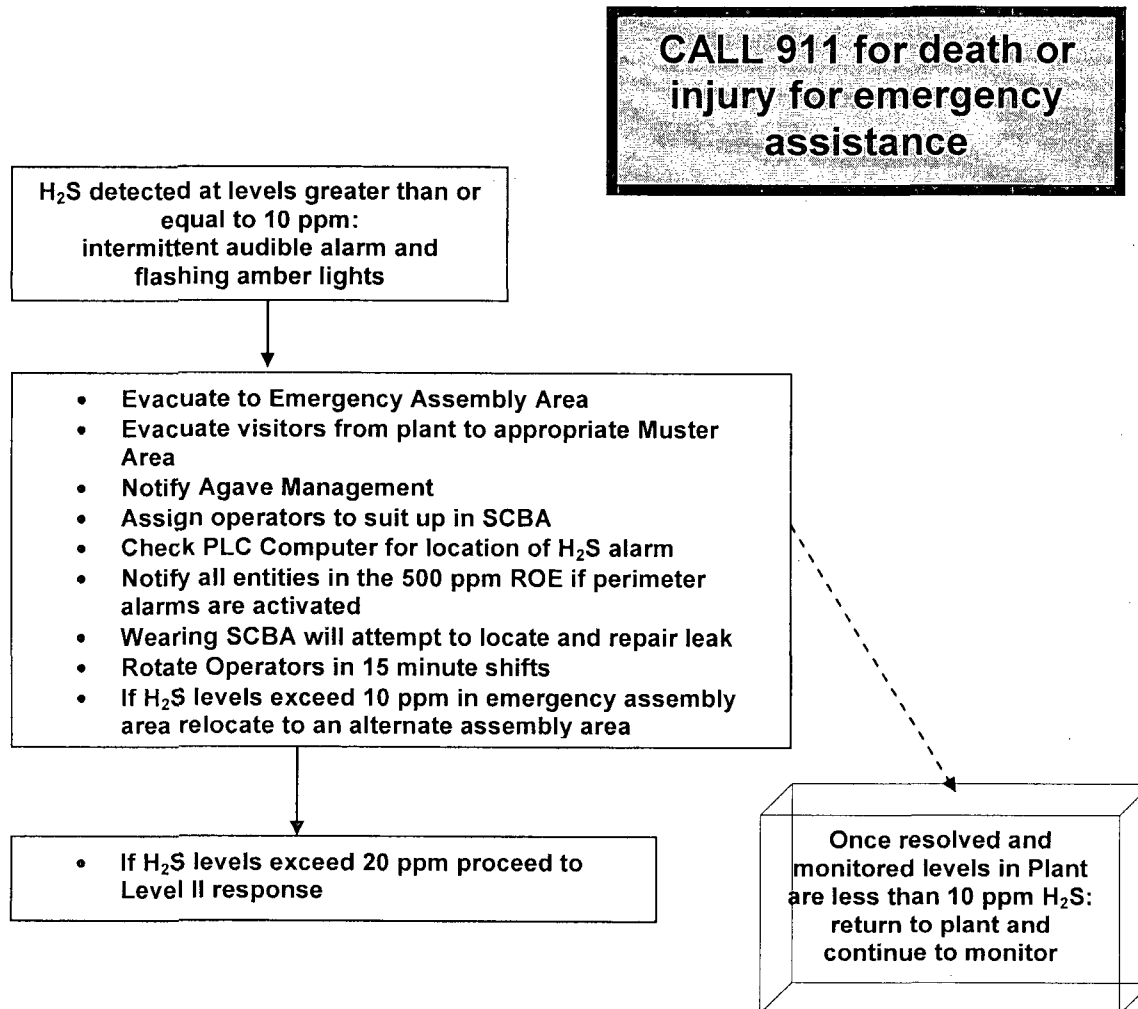 CALL 911 for death or
injury for emergency
assistance
H₂S detected at levels greater than or
equal to 10 ppm:
intermittent audible alarm and
flashing amber lights
• Evacuate to Emergency Assembly Area
• Evacuate visitors from plant to appropriate Muster
Area
• Notify Agave Management
• Assign operators to suit up in SCBA
• Check PLC Computer for location of H₂S alarm
• Notify all entities in the 500 ppm ROE if perimeter
alarms are activated
• Wearing SCBA will attempt to locate and repair leak
• Rotate Operators in 15 minute shifts
• If H₂S levels exceed 10 ppm in emergency assembly
area relocate to an alternate assembly area
• If H₂S levels exceed 20 ppm proceed to
Level II response
Once resolved and
monitored levels in Plant
are less than 10 ppm H₂S:
return to plant and
continue to monitor